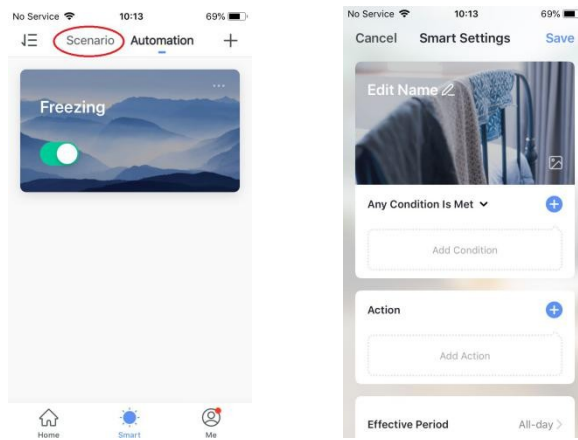 No Service 10:13 69%
Scenario Automation
Freezing
Home Smart Me
No Service 10:13 69%
Cancel Smart Settings Save
Edit Name
Any Condition Is Met
Add Condition
Action
Add Action
Effective Period All-day